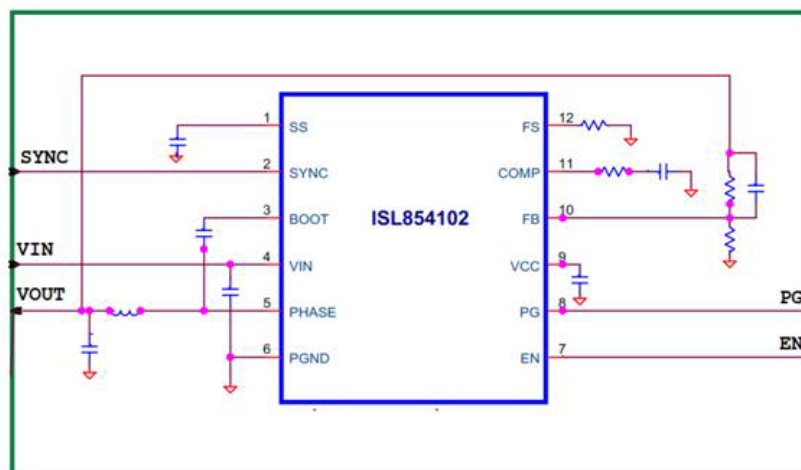 1 SS
FS 12
SYNC
2 SYNC
COMP 11
3 BOOT
ISL854102
FB 10
VIN
4 VIN
VCC 9
VOUT
5 PHASE
PG 8
PG
6 PGND
EN 7
EN